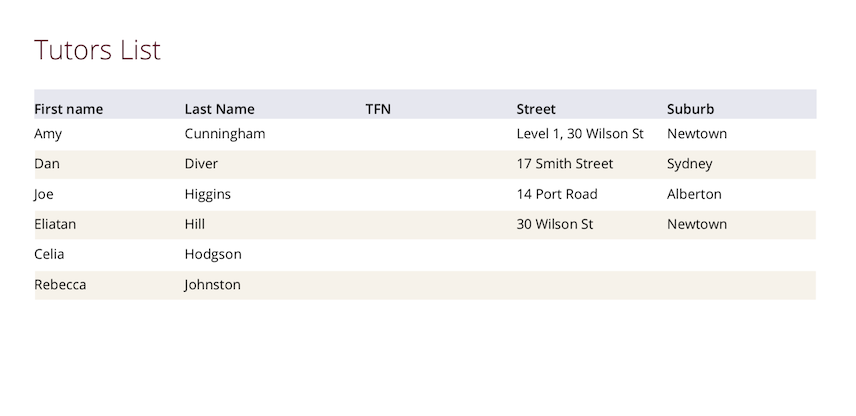 Tutors List
First name Last Name TFN Street Suburb
Amy Cunningham Level 1, 30 Wilson St Newtown
Dan Diver 17 Smith Street Sydney
Joe Higgins 14 Port Road Alberton
Eliatan Hill 30 Wilson St Newtown
Celia Hodgson
Rebecca Johnston